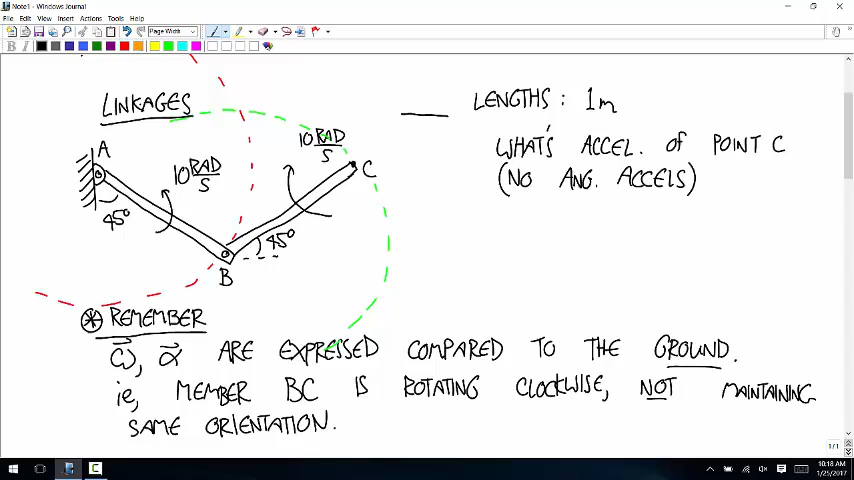 Note1 - Windows Journal
File Edit View Insert Actions Tools Help
Page Width
B I
LINKAGES
LENGTHS: 1m
WHAT'S ACCEL. of POINT C
(NO ANG. ACCELS)
A
10 RAD/S
10 RAD/S
C
45°
45°
B
⊛ REMEMBER
ω, α ARE EXPRESSED COMPARED TO THE GROUND.
ie, MEMBER BC IS ROTATING CLOCKWISE, NOT MAINTAINING
SAME ORIENTATION.
1/1
10:18 AM
1/25/2017